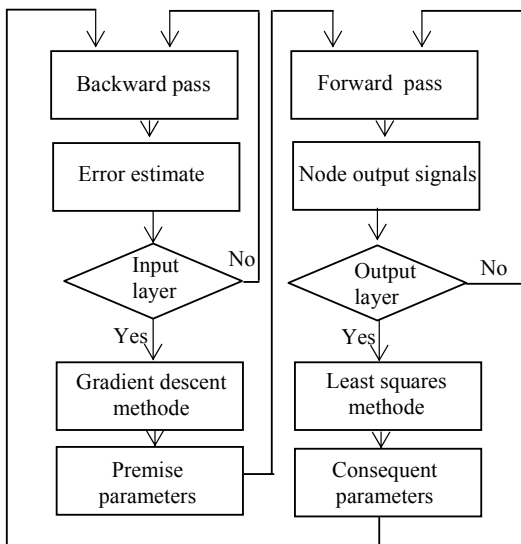 Backward pass
Error estimate
Input
layer
No
Yes
Gradient descent
methode
Premise
parameters
Forward pass
Node output signals
Output
layer
No
Yes
Least squares
methode
Consequent
parameters